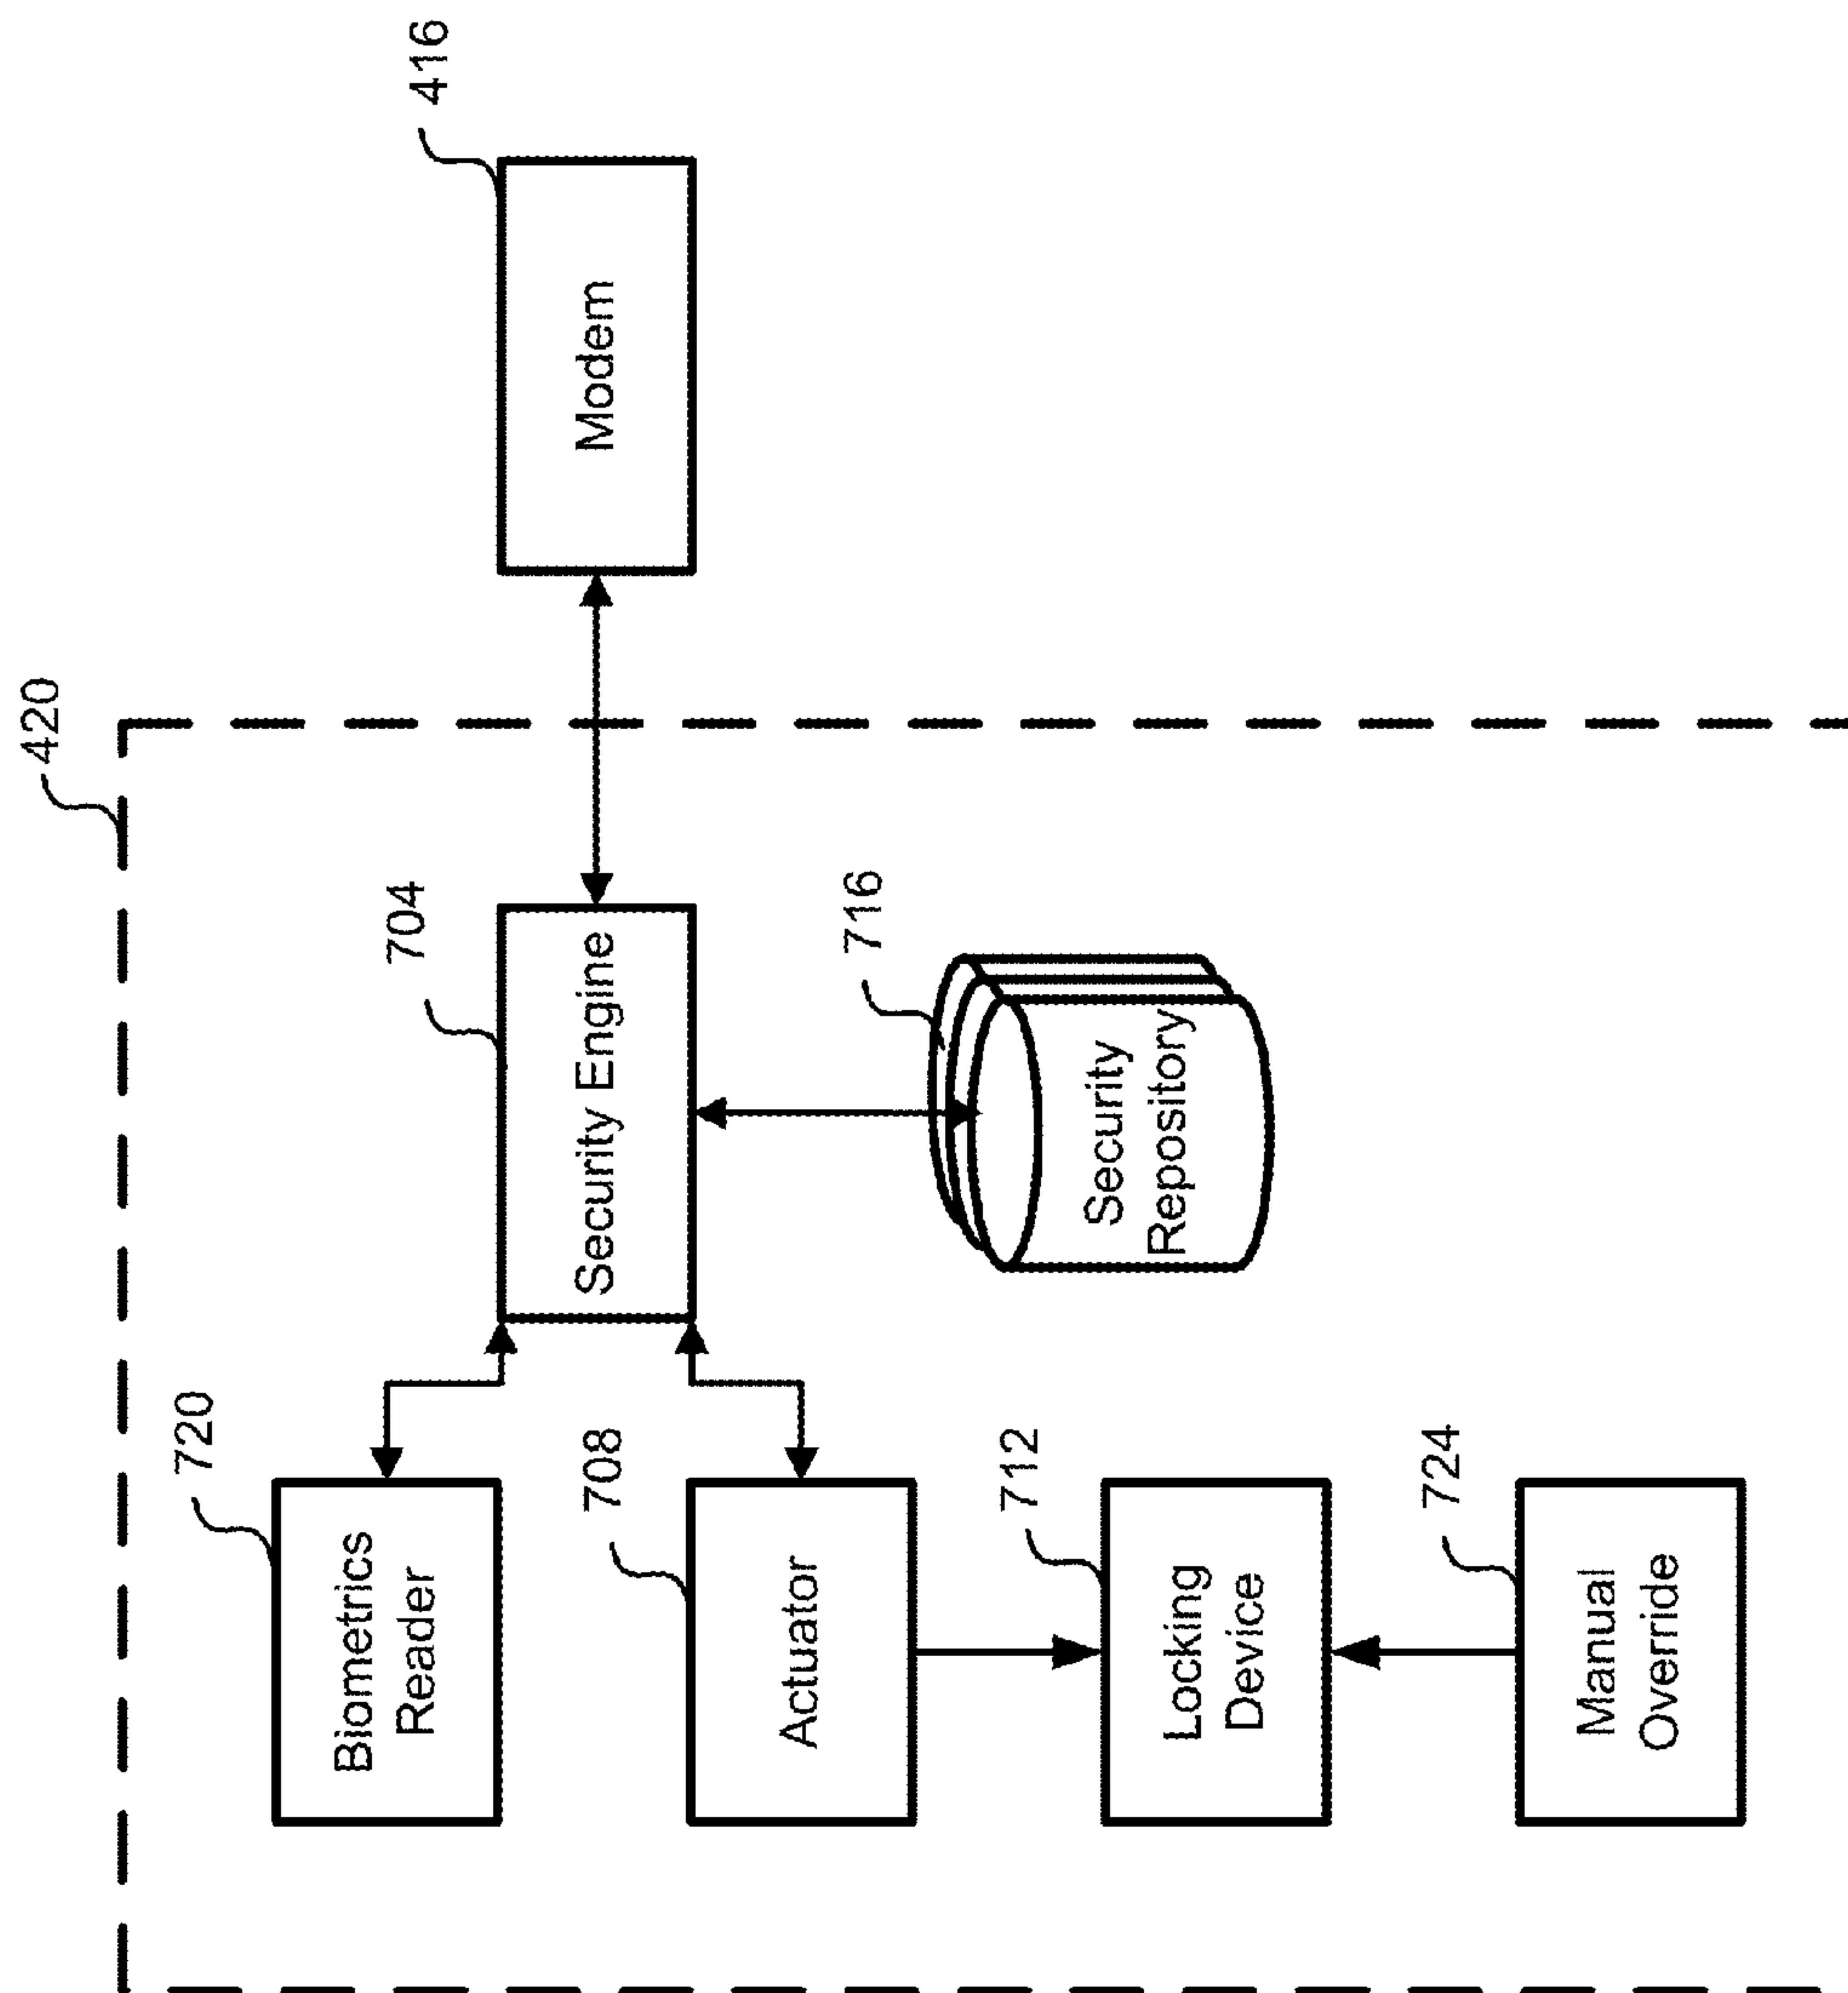 420
720
Biometrics
Reader
704
Security Engine
416
Modem
708
Actuator
716
Security
Repository
712
Locking
Device
724
Manual
Override